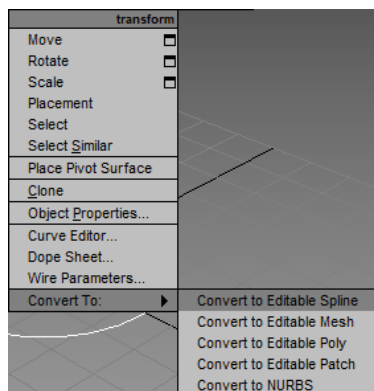 transform
Move
Rotate
Scale
Placement
Select
Select Similar
Place Pivot Surface
Clone
Object Properties...
Curve Editor...
Dope Sheet...
Wire Parameters...
Convert To:
Convert to Editable Spline
Convert to Editable Mesh
Convert to Editable Poly
Convert to Editable Patch
Convert to NURBS